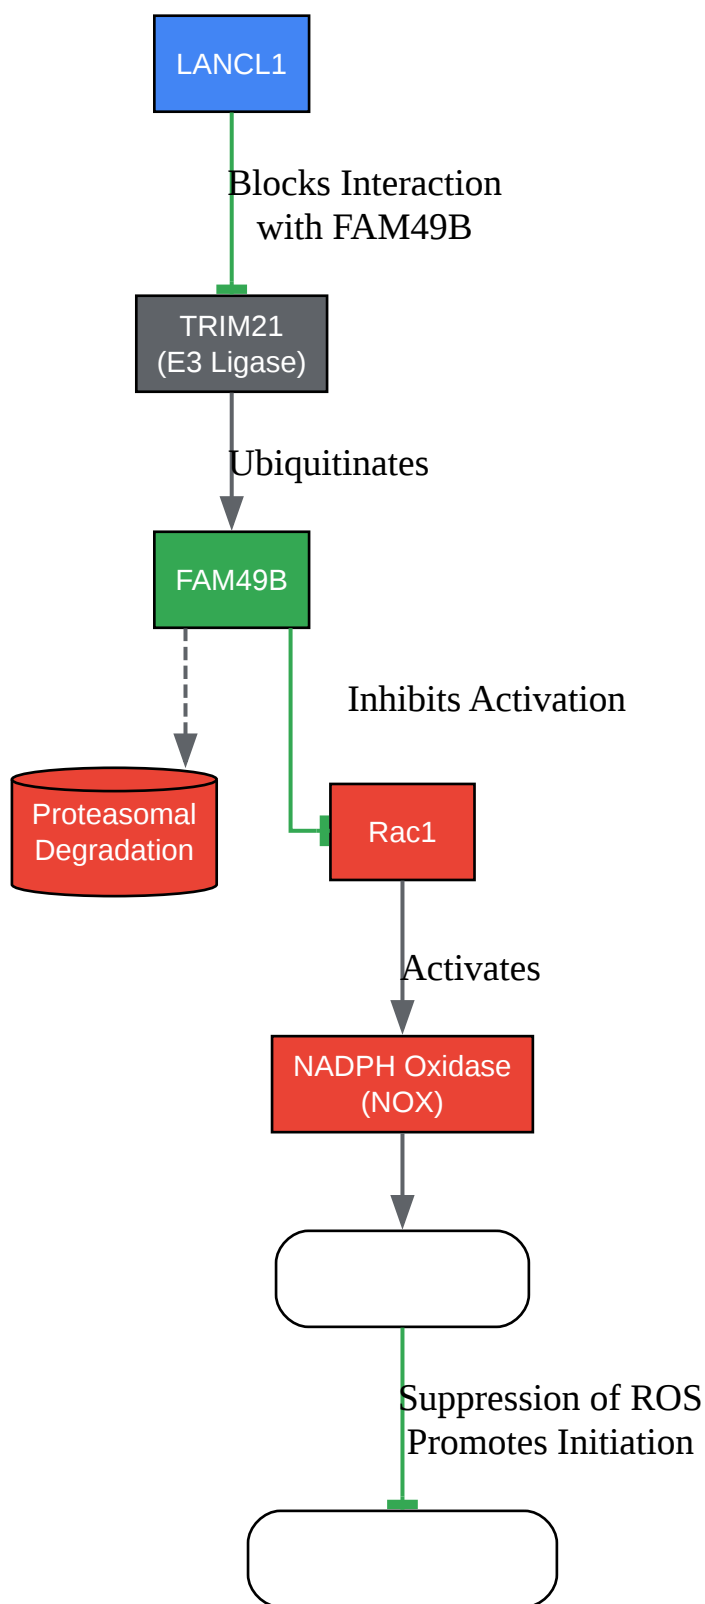 LANCL1
Blocks Interaction
with FAM49B
TRIM21
(E3 Ligase)
Ubiquitinates
FAM49B
Inhibits Activation
Proteasomal
Degradation
Rac1
Activates
NADPH Oxidase
(NOX)
Suppression of ROS
Promotes Initiation